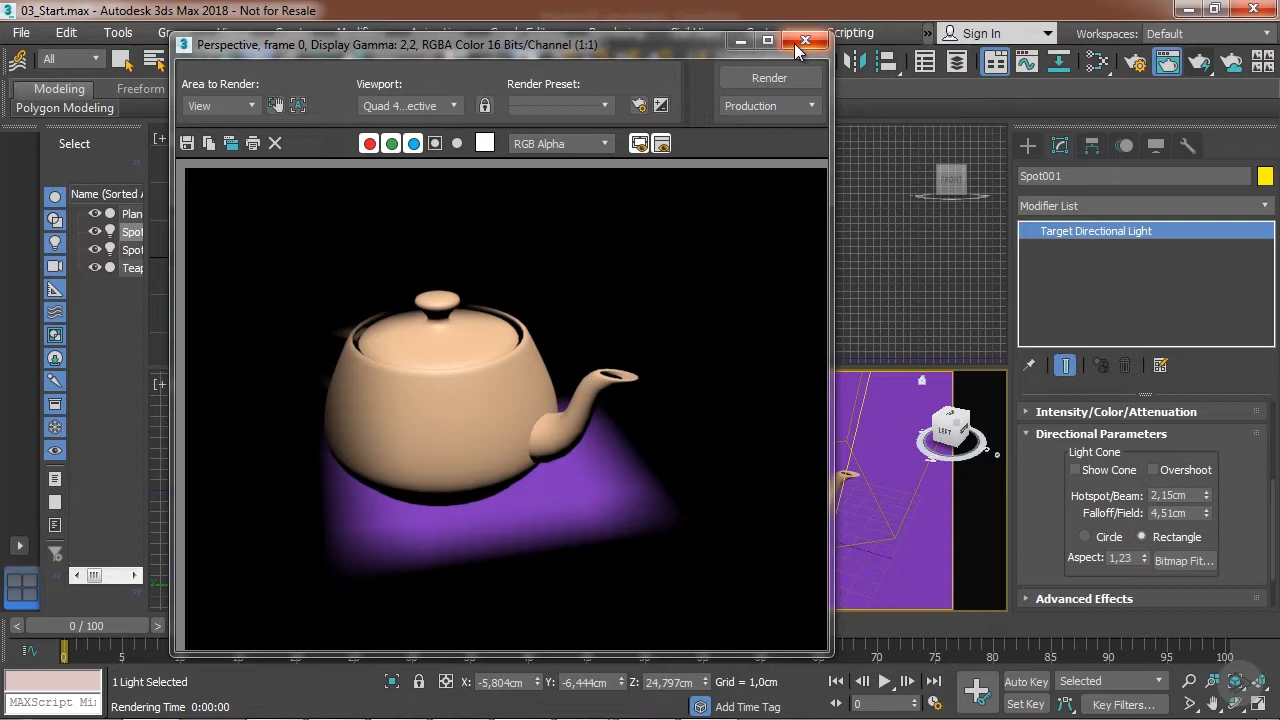 03_Start.max - Autodesk 3ds Max 2018 - Not for Resale
File Edit Tools
cripting
Sign In
Workspaces: Default
Perspective, frame 0, Display Gamma: 2,2, RGBA Color 16 Bits/Channel (1:1)
All
Area to Render: Viewport: Render Preset: Render
View Quad 4...ective Production
Modeling Freeform
Polygon Modeling
RGB Alpha
Select
Name (Sorted A
Plan
Spot
Spot
Teap
FRONT
LEFT
Spot001
Modifier List
Target Directional Light
Intensity/Color/Attenuation
Directional Parameters
Light Cone
Show Cone Overshoot
Hotspot/Beam: 2,15cm
Falloff/Field: 4,51cm
Circle Rectangle
Aspect: 1,23 Bitmap Fit...
Advanced Effects
0 / 100
0 5 70 75 80 85 90 95 100
1 Light Selected
X: -5,804cm Y: -6,444cm Z: 24,797cm Grid = 1,0cm
Auto Key Selected
MAXScript Mi
Rendering Time 0:00:00
Add Time Tag
0
Set Key Key Filters...